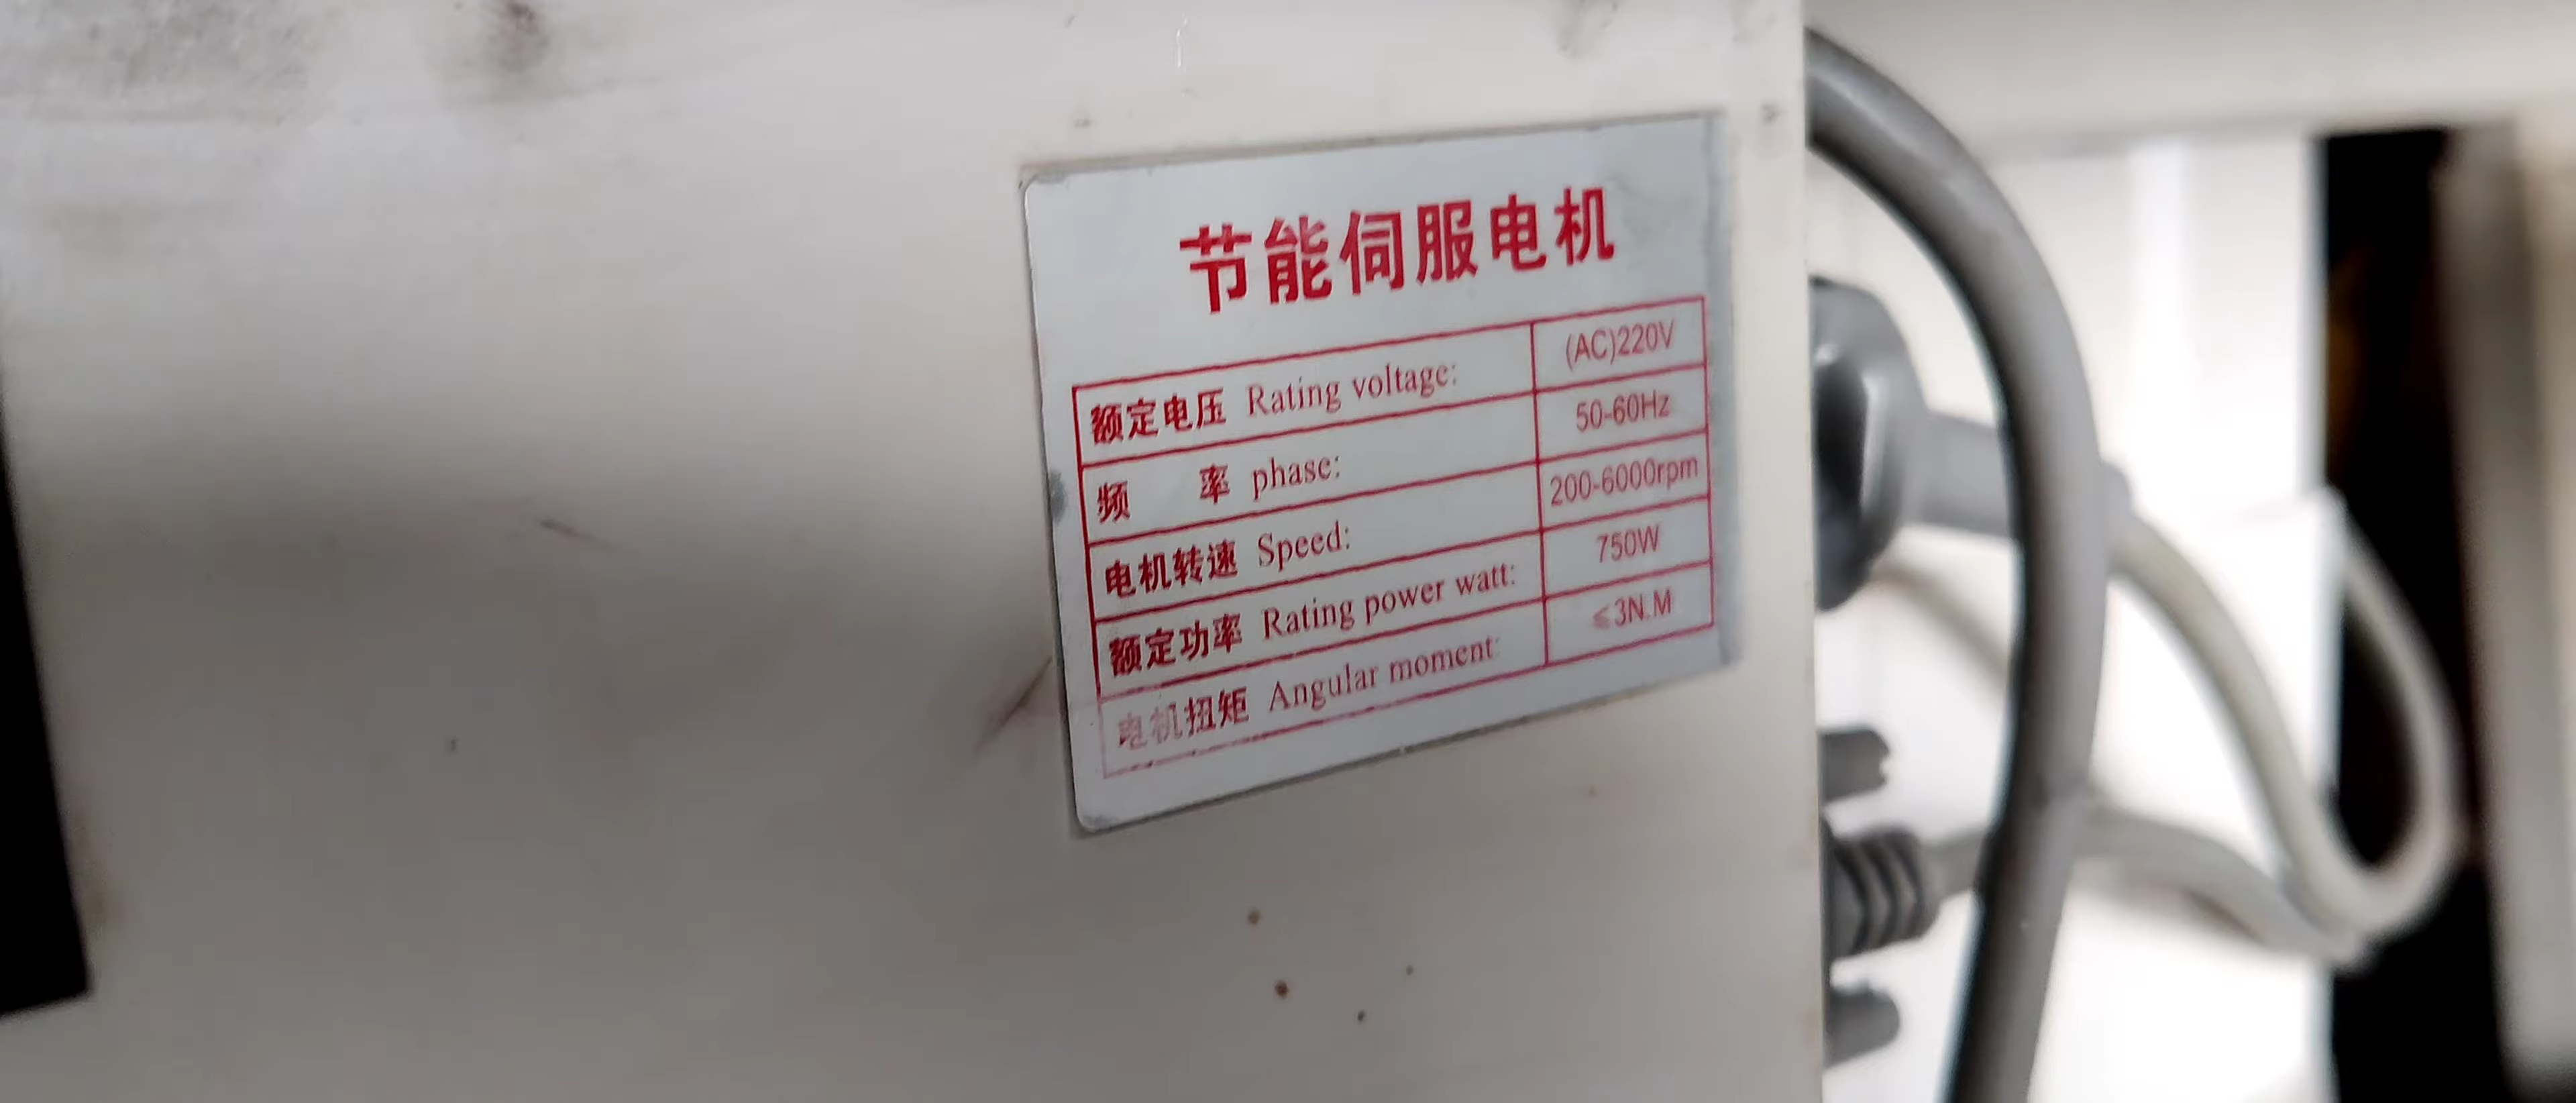 节能伺服电机
额定电压 Rating voltage: (AC)220V
频 率 phase: 50-60Hz
电机转速 Speed: 200-6000rpm
额定功率 Rating power watt: 750W
电机扭矩 Angular moment: ≤3N.M